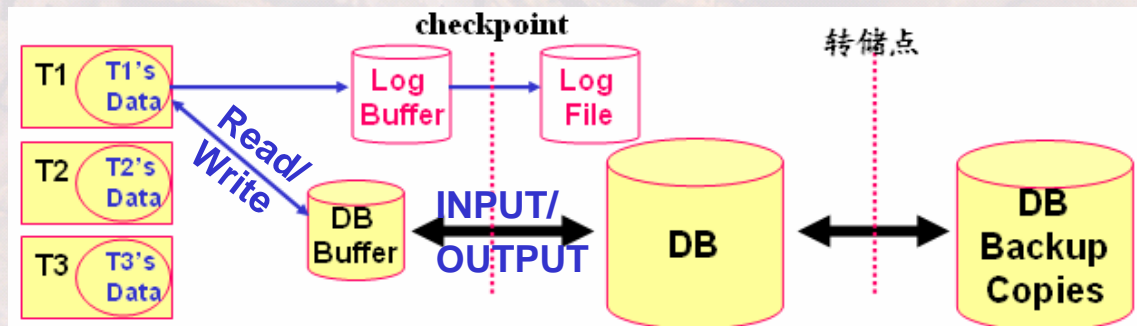 checkpoint
转储点
T1
T1's
Data
Log
Buffer
Log
File
Read/
Write
T2
T2's
Data
DB
Buffer
INPUT/
OUTPUT
DB
DB
Backup
Copies
T3
T3's
Data